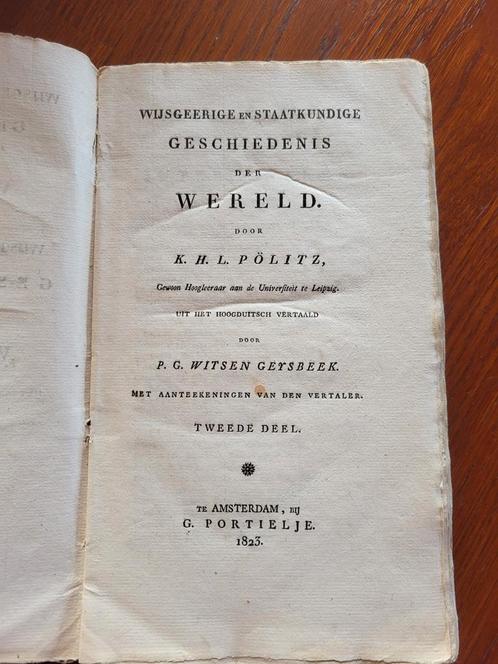 WIJSGEERIGE EN STAATKUNDIGE
GESCHIEDENIS
DER
WERELD.
DOOR
K. H. L. PÖLITZ,
Gewoon Hoogleeraar aan de Universiteit te Leipzig.
UIT HET HOOGDUITSCH VERTAALD
DOOR
P. G. WITSEN GEYSBEEK.
MET AANTEEKENINGEN VAN DEN VERTALER.
TWEEDE DEEL.
TE AMSTERDAM, BIJ
G. PORTIELJE.
1823.